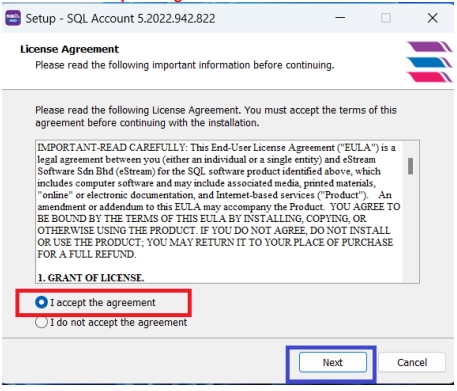 Setup - SQL Account 5.2022.942.822
License Agreement
Please read the following important information before continuing.
Please read the following License Agreement. You must accept the terms of this
agreement before continuing with the installation.
IMPORTANT-READ CAREFULLY: This End-User License Agreement ("EULA") is a
legal agreement between you (either an individual or a single entity) and eStream
Software Sdn Bhd (eStream) for the SQL software product identified above, which
includes computer software and may include associated media, printed materials,
"online" or electronic documentation, and Internet-based services ("Product"). An
amendment or addendum to this EULA may accompany the Product. YOU AGREE TO
BE BOUND BY THE TERMS OF THIS EULA BY INSTALLING, COPYING, OR
OTHERWISE USING THE PRODUCT. IF YOU DO NOT AGREE, DO NOT INSTALL
OR USE THE PRODUCT; YOU MAY RETURN IT TO YOUR PLACE OF PURCHASE
FOR A FULL REFUND.
1. GRANT OF LICENSE.
I accept the agreement
I do not accept the agreement
Next
Cancel